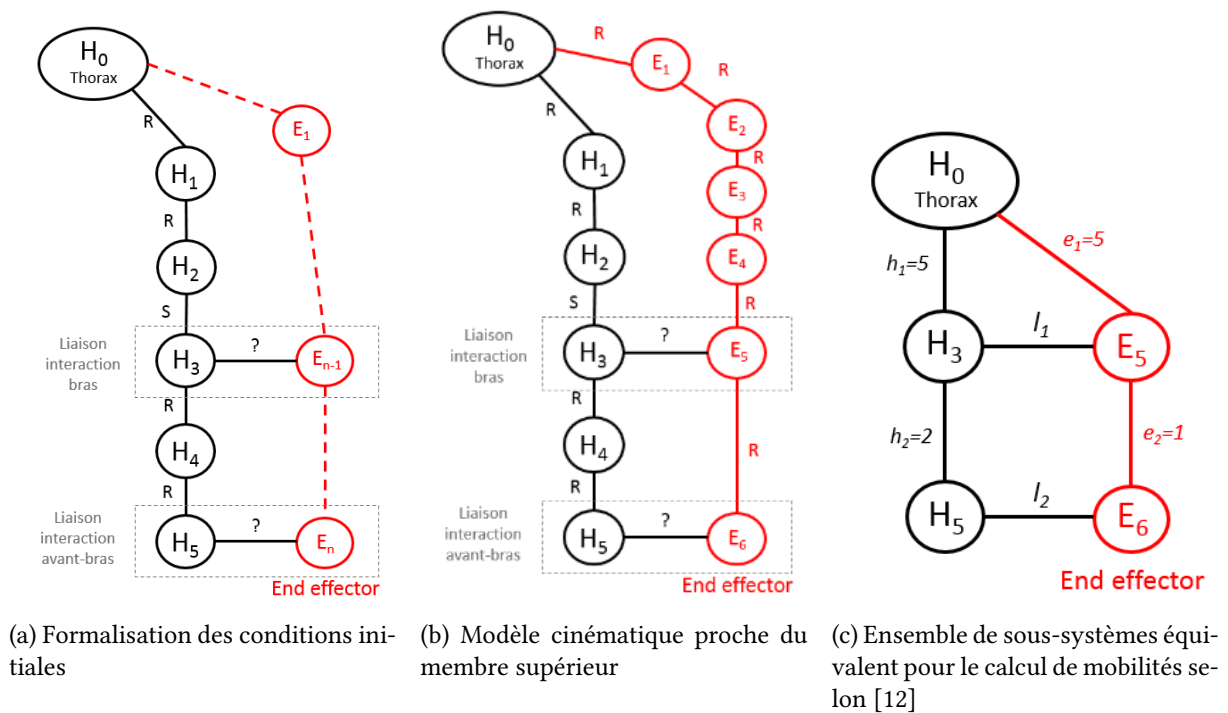 H0
Thorax
R
E1
H1
R
H2
S
Liaison
interaction
bras
H3
?
En-1
R
H4
R
Liaison
interaction
avant-bras
H5
?
En
End effector
H0
Thorax
R
E1
R
R
E2
R
H1
E3
R
R
H2
E4
S
R
Liaison
interaction
bras
H3
?
E5
R
H4
R
R
Liaison
interaction
avant-bras
H5
?
E6
End effector
H0
Thorax
e1=5
h1=5
H3
l1
E5
h2=2
e2=1
H5
l2
E6
End effector
(a) Formalisation des conditions ini-
tiales
(b) Modèle cinématique proche du
membre supérieur
(c) Ensemble de sous-systèmes équi-
valent pour le calcul de mobilités se-
lon [12]